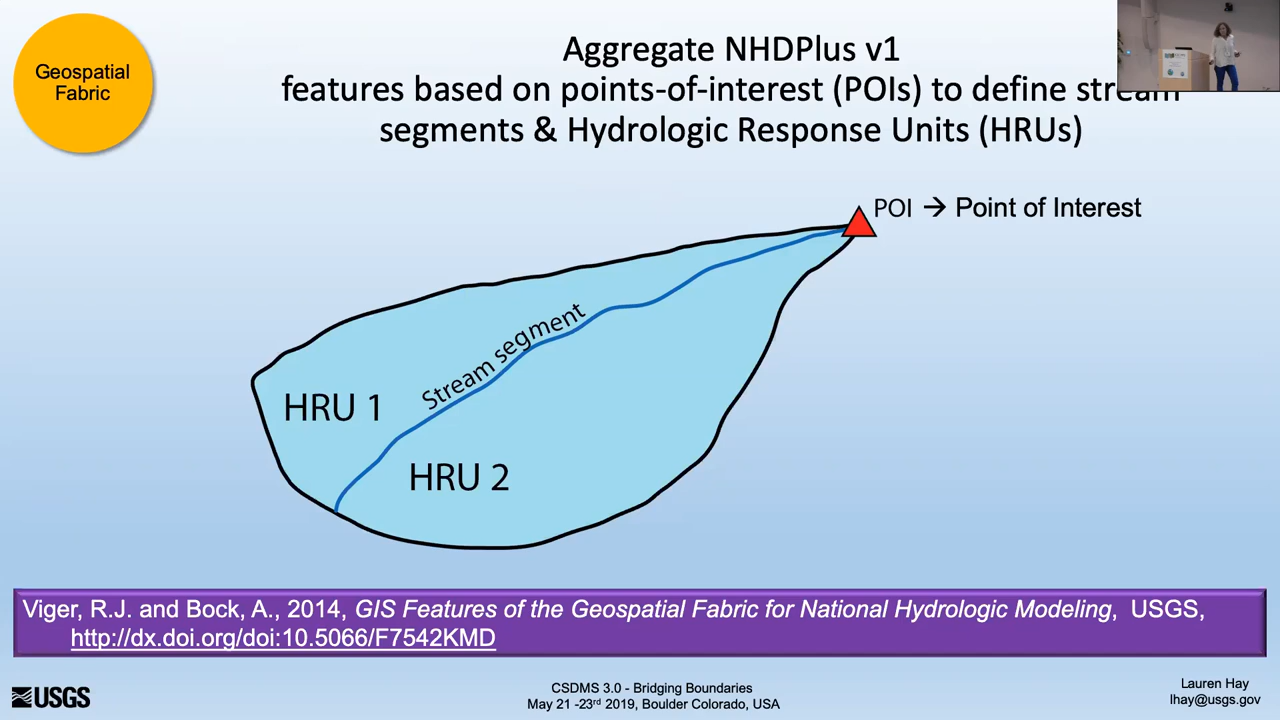 Geospatial
Fabric
Aggregate NHDPlus v1
features based on points-of-interest (POIs) to define stream
segments & Hydrologic Response Units (HRUs)
POI → Point of Interest
Stream segment
HRU 1
HRU 2
Viger, R.J. and Bock, A., 2014, GIS Features of the Geospatial Fabric for National Hydrologic Modeling, USGS,
http://dx.doi.org/doi:10.5066/F7542KMD
USGS
CSDMS 3.0 - Bridging Boundaries
May 21 -23rd 2019, Boulder Colorado, USA
Lauren Hay
lhay@usgs.gov